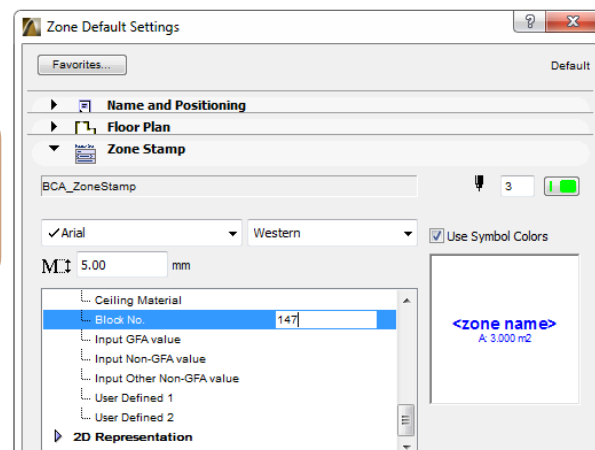 Zone Default Settings
Favorites...
Default
Name and Positioning
Floor Plan
Zone Stamp
BCA_ZoneStamp
3
Arial
Western
Use Symbol Colors
5.00 mm
Ceiling Material
Block No. 147
Input GFA value
Input Non-GFA value
Input Other Non-GFA value
User Defined 1
User Defined 2
2D Representation
<zone name>
A: 3.000 m2